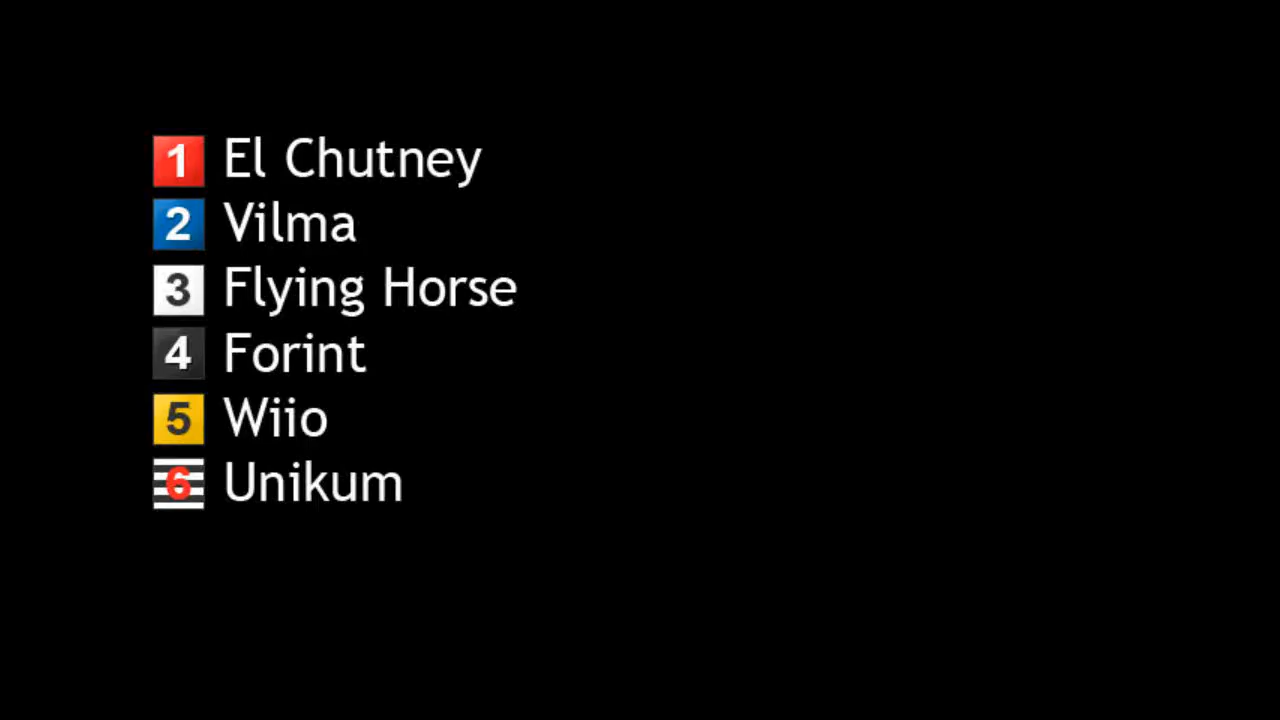 1 El Chutney
2 Vilma
3 Flying Horse
4 Forint
5 Wiio
6 Unikum